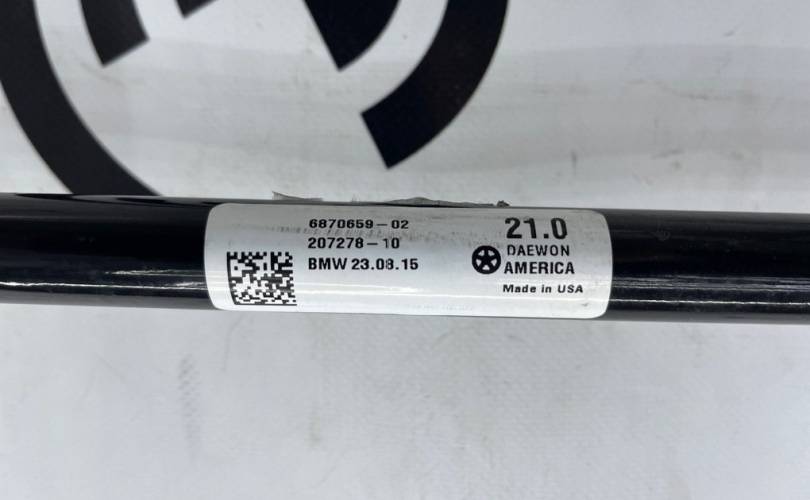 6870659-02
207278-10
BMW 23.08.15
21.0
DAEWON
AMERICA
Made in USA